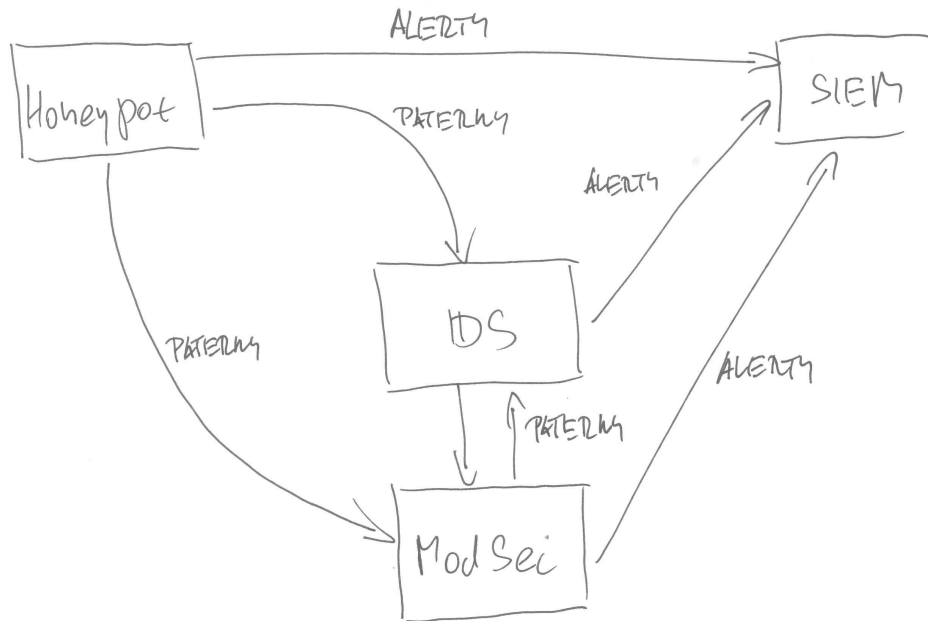 ALERTY
Honeypot
SIEM
PATERNY
ALERTY
IDS
PATERNY
ALERTY
PATERNY
ModSec